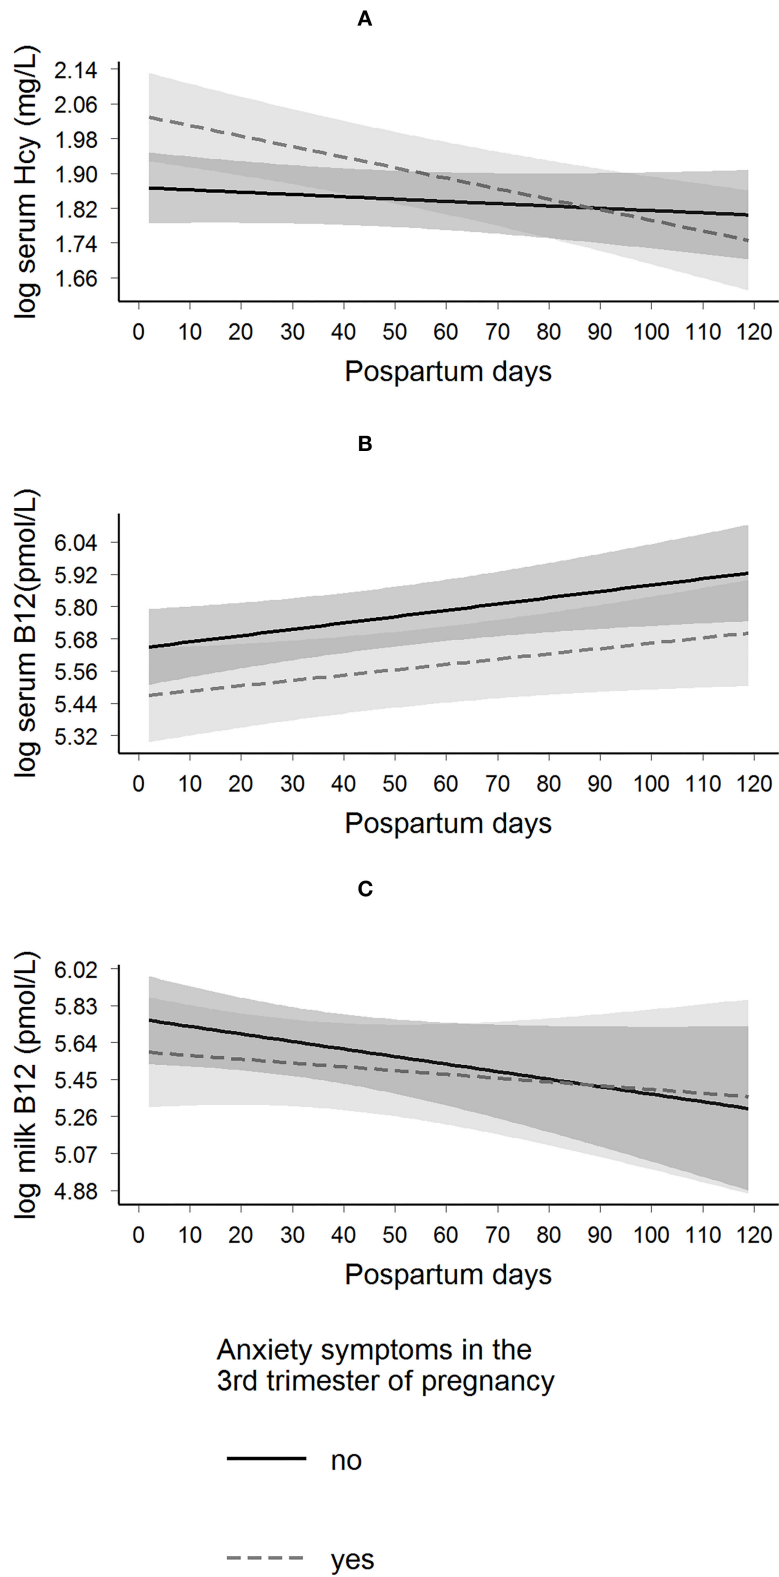 A
log serum Hcy (mg/L)
2.14
2.06
1.98
1.90
1.82
1.74
1.66
0 10 20 30 40 50 60 70 80 90 100 110 120
Pospartum days
B
log serum B12(pmol/L)
6.04
5.92
5.80
5.68
5.56
5.44
5.32
0 10 20 30 40 50 60 70 80 90 100 110 120
Pospartum days
C
log milk B12 (pmol/L)
6.02
5.83
5.64
5.45
5.26
5.07
4.88
0 10 20 30 40 50 60 70 80 90 100 110 120
Pospartum days
Anxiety symptoms in the
3rd trimester of pregnancy
no
yes